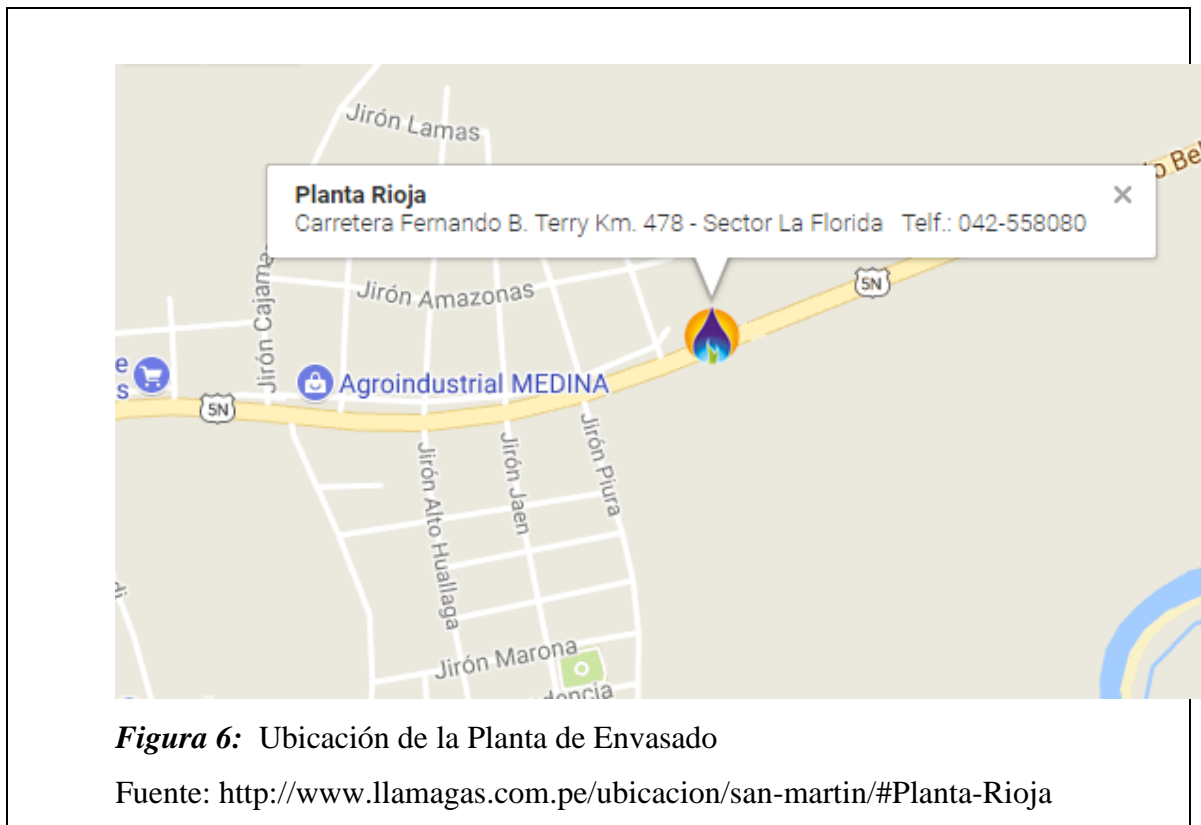 Jirón Lamas
o Bel
Planta Rioja
×
Carretera Fernando B. Terry Km. 478 - Sector La Florida Telf.: 042-558080
Jirón Cajama
Jirón Amazonas
5N
e
s
Agroindustrial MEDINA
5N
Jirón Alto Huallaga
Jirón Jaen
Jirón Piura
Jirón Marona
dencia
Figura 6: Ubicación de la Planta de Envasado
Fuente: http://www.llamagas.com.pe/ubicacion/san-martin/#Planta-Rioja